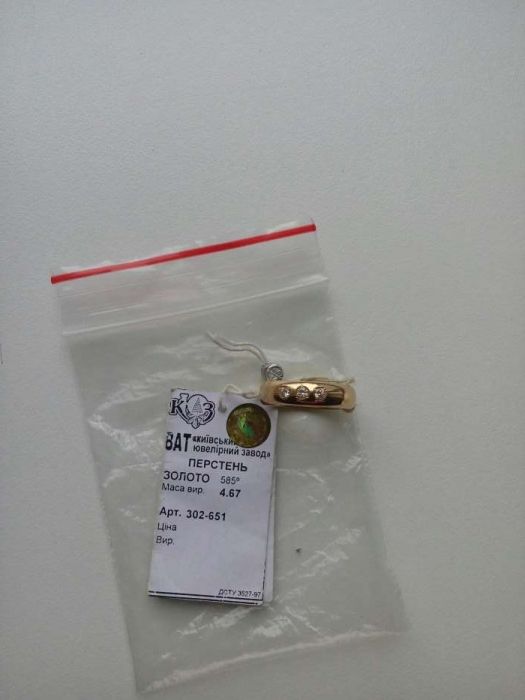 КЮЗ
ВАТ «Київський
ювелірний завод»
ПЕРСТЕНЬ
ЗОЛОТО 585°
Маса вир. 4.67
Арт. 302-651
Ціна
Вир.
ДСТУ 3527-97